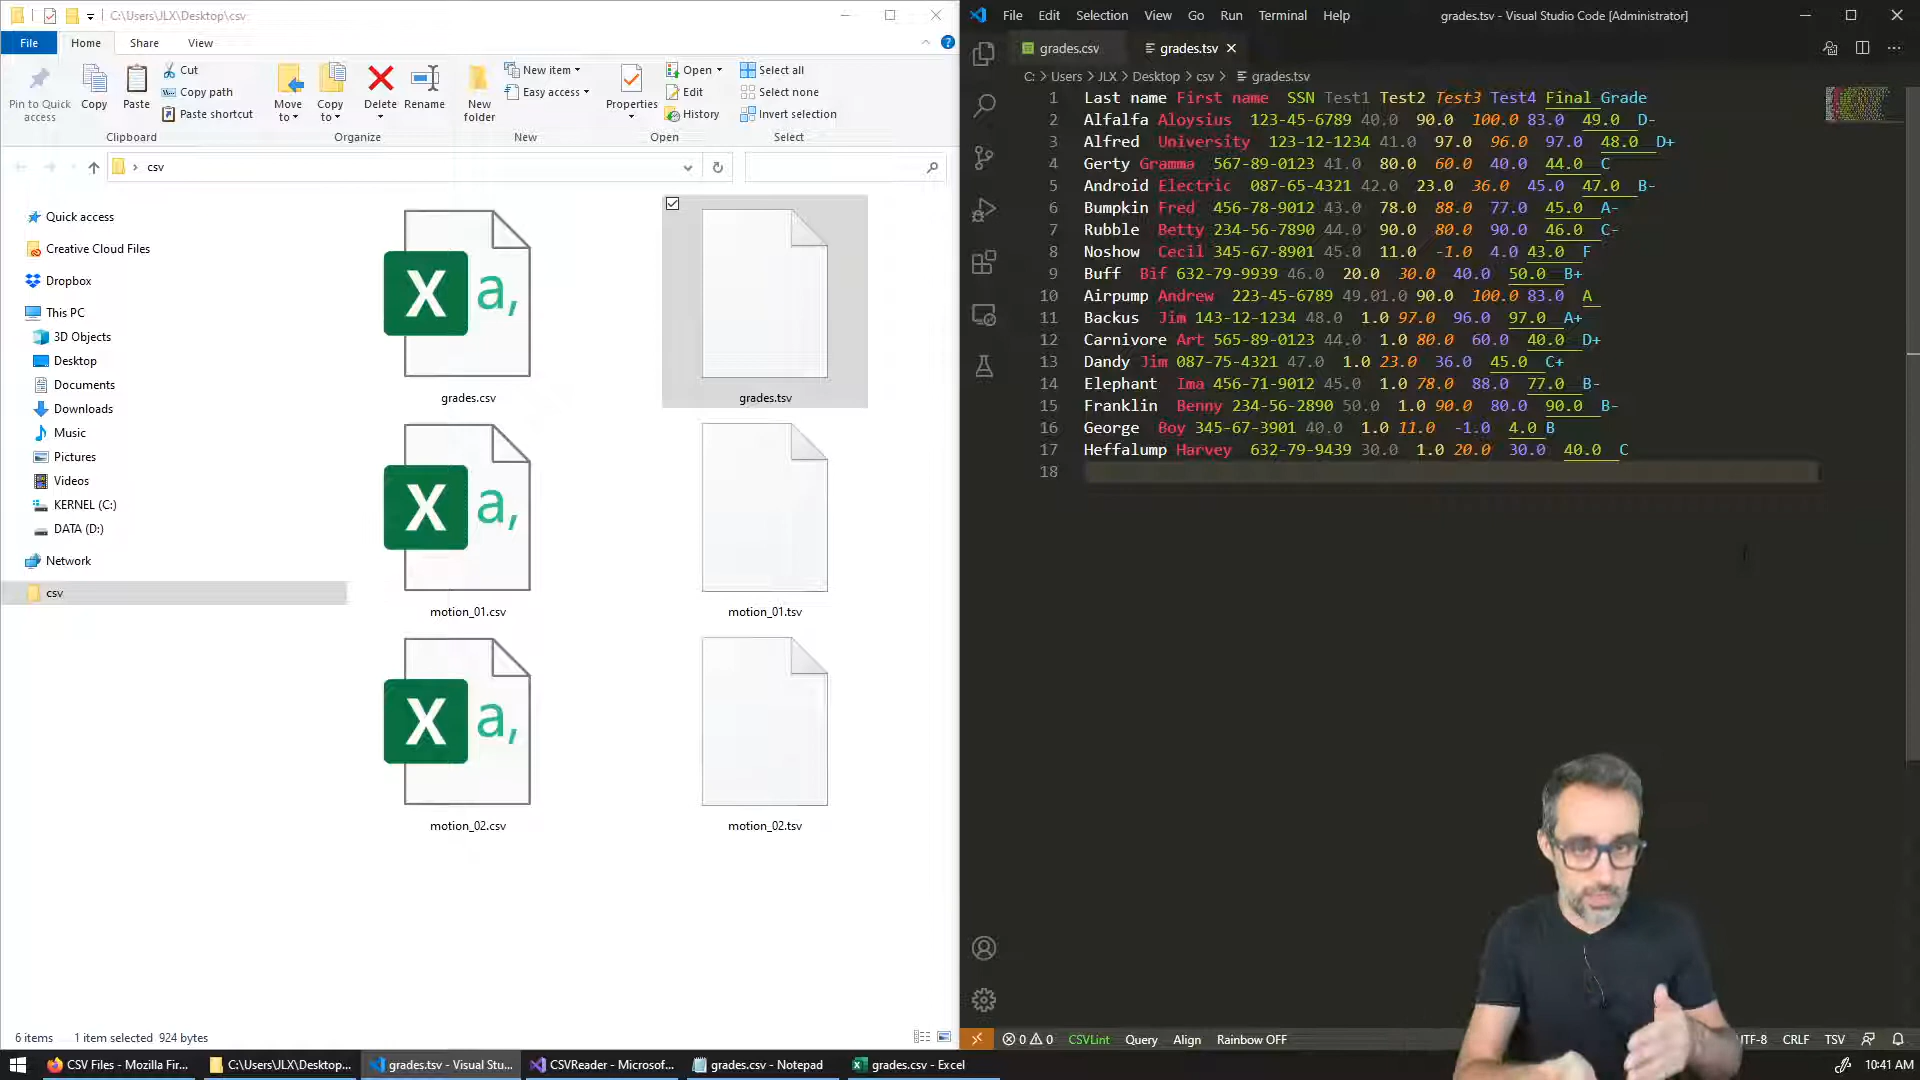 C:\Users\JLX\Desktop\csv
File Home Share View
Pin to Quick access
Copy
Paste
Cut
Copy path
Paste shortcut
Clipboard
Move to
Copy to
Delete
Rename
Organize
New folder
New item
Easy access
New
Properties
Open
Edit
History
Open
Select all
Select none
Invert selection
Select
csv
Quick access
Creative Cloud Files
Dropbox
This PC
3D Objects
Desktop
Documents
Downloads
Music
Pictures
Videos
KERNEL (C:)
DATA (D:)
Network
csv
a,
grades.csv
grades.tsv
a,
motion_01.csv
motion_01.tsv
a,
motion_02.csv
motion_02.tsv
6 items 1 item selected 924 bytes
File Edit Selection View Go Run Terminal Help grades.tsv - Visual Studio Code [Administrator]
grades.csv grades.tsv
C: > Users > JLX > Desktop > csv > grades.tsv
1 Last name First name SSN Test1 Test2 Test3 Test4 Final Grade
2 Alfalfa Aloysius 123-45-6789 40.0 90.0 100.0 83.0 49.0 D-
3 Alfred University 123-12-1234 41.0 97.0 96.0 97.0 48.0 D+
4 Gerty Gramma 567-89-0123 41.0 80.0 60.0 40.0 44.0 C
5 Android Electric 087-65-4321 42.0 23.0 36.0 45.0 47.0 B-
6 Bumpkin Fred 456-78-9012 43.0 78.0 88.0 77.0 45.0 A-
7 Rubble Betty 234-56-7890 44.0 90.0 80.0 90.0 46.0 C-
8 Noshow Cecil 345-67-8901 45.0 11.0 -1.0 4.0 43.0 F
9 Buff Bif 632-79-9939 46.0 20.0 30.0 40.0 50.0 B+
10 Airpump Andrew 223-45-6789 49.01.0 90.0 100.0 83.0 A
11 Backus Jim 143-12-1234 48.0 1.0 97.0 96.0 97.0 A+
12 Carnivore Art 565-89-0123 44.0 1.0 80.0 60.0 40.0 D+
13 Dandy Jim 087-75-4321 47.0 1.0 23.0 36.0 45.0 C+
14 Elephant Ima 456-71-9012 45.0 1.0 78.0 88.0 77.0 B-
15 Franklin Benny 234-56-2890 50.0 1.0 90.0 80.0 90.0 B-
16 George Boy 345-67-3901 40.0 1.0 11.0 -1.0 4.0 B
17 Heffalump Harvey 632-79-9439 30.0 1.0 20.0 30.0 40.0 C
18
0 0 CSVLint Query Align Rainbow OFF UTF-8 CRLF TSV
CSV Files - Mozilla Fir... C:\Users\JLX\Desktop... grades.tsv - Visual Stu... CSVReader - Microsof... grades.csv - Notepad grades.csv - Excel 10:41 AM